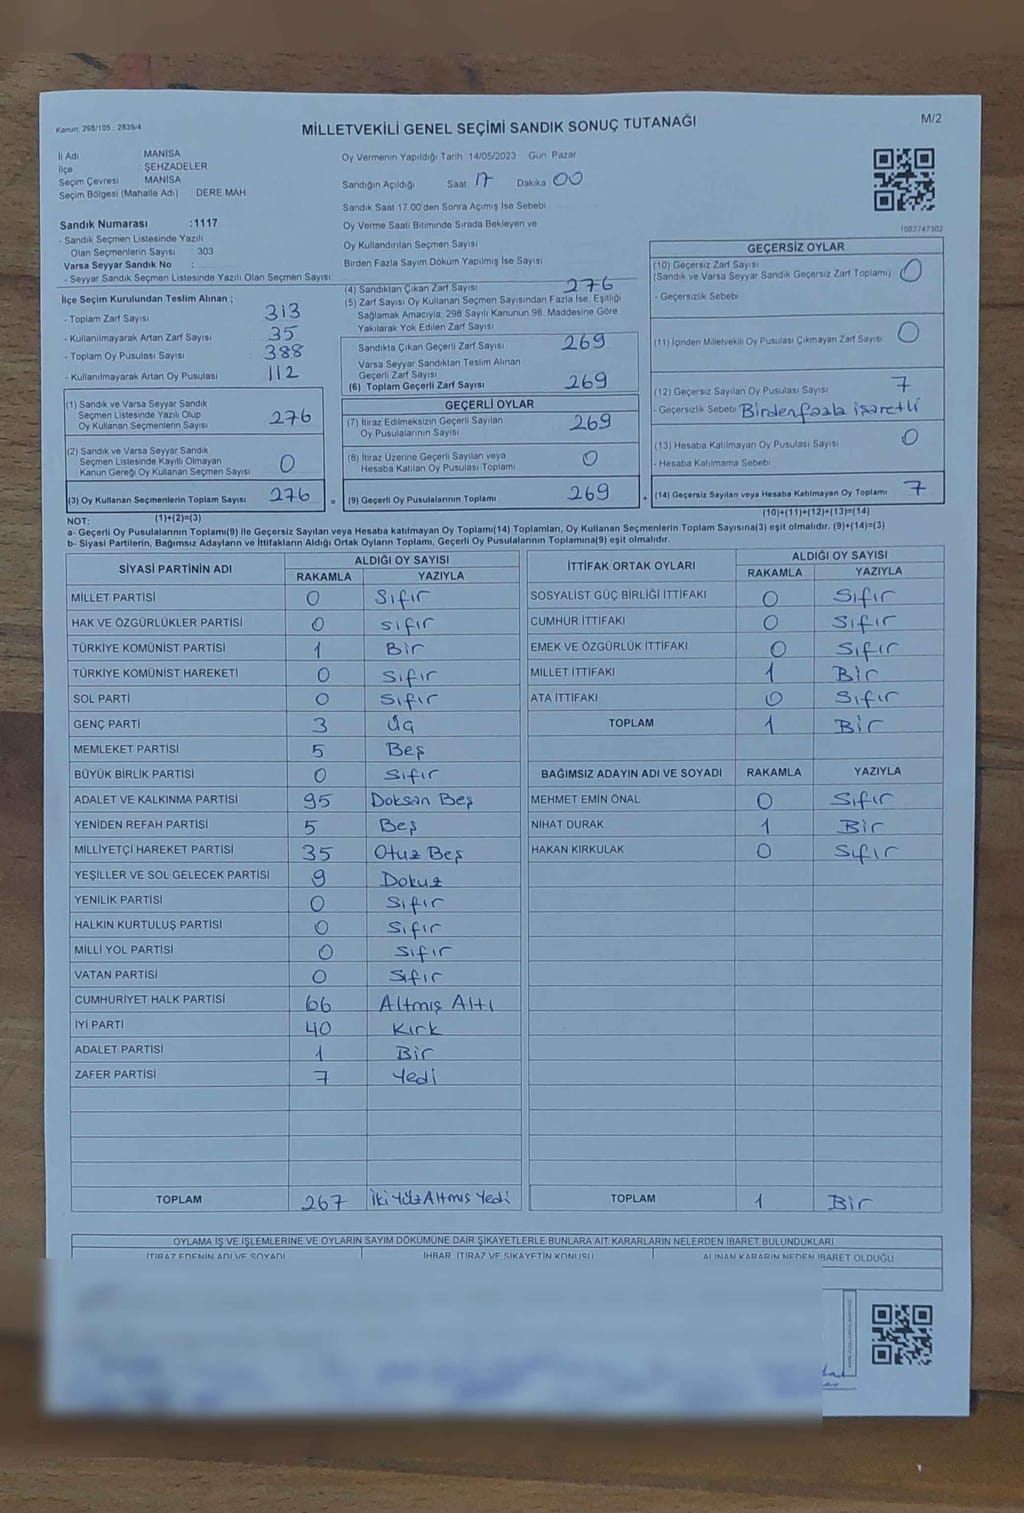 Kanun: 298/105 ; 2839/4
MİLLETVEKİLİ GENEL SEÇİMİ SANDIK SONUÇ TUTANAĞI
M/2
İl Adı MANİSA
İlçe ŞEHZADELER
Seçim Çevresi MANİSA
Seçim Bölgesi (Mahalle Adı) DERE MAH.
Oy Vermenin Yapıldığı Tarih 14/05/2023 Gün Pazar
Sandığın Açıldığı Saat 17 Dakika 00
Sandık Saat 17.00'den Sonra Açımış İse Sebebi
Oy Verme Saati Bitiminde Sırada Bekleyen ve
Oy Kullandırılan Seçmen Sayısı
Birden Fazla Sayım Döküm Yapılmış İse Sayısı
1083747302
Sandık Numarası :1117
- Sandık Seçmen Listesinde Yazılı
Olan Seçmenlerin Sayısı : 303
Varsa Seyyar Sandık No :
- Seyyar Sandık Seçmen Listesinde Yazılı Olan Seçmen Sayısı
İlçe Seçim Kurulundan Teslim Alınan ;
- Toplam Zarf Sayısı 313
- Kullanılmayarak Artan Zarf Sayısı 35
- Toplam Oy Pusulası Sayısı 388
- Kullanılmayarak Artan Oy Pusulası 112
(1) Sandık ve Varsa Seyyar Sandık
Seçmen Listesinde Yazılı Olup
Oy Kullanan Seçmenlerin Sayısı 276
(2) Sandık ve Varsa Seyyar Sandık
Seçmen Listesinde Kayıtlı Olmayan
Kanun Gereği Oy Kullanan Seçmen Sayısı 0
(3) Oy Kullanan Seçmenlerin Toplam Sayısı 276 =
(1)+(2)=(3)
(4) Sandıktan Çıkan Zarf Sayısı 276
(5) Zarf Sayısı Oy Kullanan Seçmen Sayısından Fazla İse, Eşitliği
Sağlamak Amacıyla, 298 Sayılı Kanunun 98. Maddesine Göre
Yakılarak Yok Edilen Zarf Sayısı
Sandıkta Çıkan Geçerli Zarf Sayısı 269
Varsa Seyyar Sandıktan Teslim Alınan
Geçerli Zarf Sayısı
(6) Toplam Geçerli Zarf Sayısı 269
GEÇERLİ OYLAR
(7) İtiraz Edilmeksizin Geçerli Sayılan
Oy Pusulalarının Sayısı 269
(8) İtiraz Üzerine Geçerli Sayılan veya
Hesaba Katılan Oy Pusulası Toplamı 0
(9) Geçerli Oy Pusulalarının Toplamı 269 +
GEÇERSİZ OYLAR
(10) Geçersiz Zarf Sayısı
(Sandık ve Varsa Seyyar Sandık Geçersiz Zarf Toplamı) 0
- Geçersizlik Sebebi
(11) İçinden Milletvekili Oy Pusulası Çıkmayan Zarf Sayısı 0
(12) Geçersiz Sayılan Oy Pusulası Sayısı 7
- Geçersizlik Sebebi Birden fazla işaretli
(13) Hesaba Katılmayan Oy Pusulası Sayısı 0
- Hesaba Katılmama Sebebi
(14) Geçersiz Sayılan veya Hesaba Katılmayan Oy Toplamı 7
(10)+(11)+(12)+(13)=(14)
NOT:
a- Geçerli Oy Pusulalarının Toplamı(9) ile Geçersiz Sayılan veya Hesaba katılmayan Oy Toplamı(14) Toplamları, Oy Kullanan Seçmenlerin Toplam Sayısına(3) eşit olmalıdır. (9)+(14)=(3)
b- Siyasi Partilerin, Bağımsız Adayların ve İttifakların Aldığı Ortak Oyların Toplamı, Geçerli Oy Pusulalarının Toplamına(9) eşit olmalıdır.
SİYASİ PARTİNİN ADI ALDIĞI OY SAYISI
RAKAMLA YAZIYLA
MİLLET PARTİSİ 0 Sıfır
HAK VE ÖZGÜRLÜKLER PARTİSİ 0 sıfır
TÜRKİYE KOMÜNİST PARTİSİ 1 Bir
TÜRKİYE KOMÜNİST HAREKETİ 0 Sıfır
SOL PARTİ 0 Sıfır
GENÇ PARTİ 3 Üç
MEMLEKET PARTİSİ 5 Beş
BÜYÜK BİRLİK PARTİSİ 0 Sıfır
ADALET VE KALKINMA PARTİSİ 95 Doksan Beş
YENİDEN REFAH PARTİSİ 5 Beş
MİLLİYETÇİ HAREKET PARTİSİ 35 Otuz Beş
YEŞİLLER VE SOL GELECEK PARTİSİ 9 Dokuz
YENİLİK PARTİSİ 0 Sıfır
HALKIN KURTULUŞ PARTİSİ 0 Sıfır
MİLLİ YOL PARTİSİ 0 Sıfır
VATAN PARTİSİ 0 Sıfır
CUMHURİYET HALK PARTİSİ 66 Altmış Altı
İYİ PARTİ 40 Kırk
ADALET PARTİSİ 1 Bir
ZAFER PARTİSİ 7 Yedi
TOPLAM 267 İki Yüz Altmış Yedi
İTTİFAK ORTAK OYLARI ALDIĞI OY SAYISI
RAKAMLA YAZIYLA
SOSYALİST GÜÇ BİRLİĞİ İTTİFAKI 0 Sıfır
CUMHUR İTTİFAKI 0 Sıfır
EMEK VE ÖZGÜRLÜK İTTİFAKI 0 Sıfır
MİLLET İTTİFAKI 1 Bir
ATA İTTİFAKI 0 Sıfır
TOPLAM 1 Bir
BAĞIMSIZ ADAYIN ADI VE SOYADI RAKAMLA YAZIYLA
MEHMET EMİN ÖNAL 0 Sıfır
NİHAT DURAK 1 Bir
HAKAN KIRKULAK 0 Sıfır
TOPLAM 1 Bir
OYLAMA İŞ VE İŞLEMLERİNE VE OYLARIN SAYIM DÖKÜMÜNE DAİR ŞİKAYETLERLE BUNLARA AİT KARARLARIN NELERDEN İBARET BULUNDUKLARI
İTİRAZ EDENİN ADI VE SOYADI İHBAR, İTİRAZ VE ŞİKAYETİN KONUSU ALINAN KARARIN NEDEN İBARET OLDUĞU